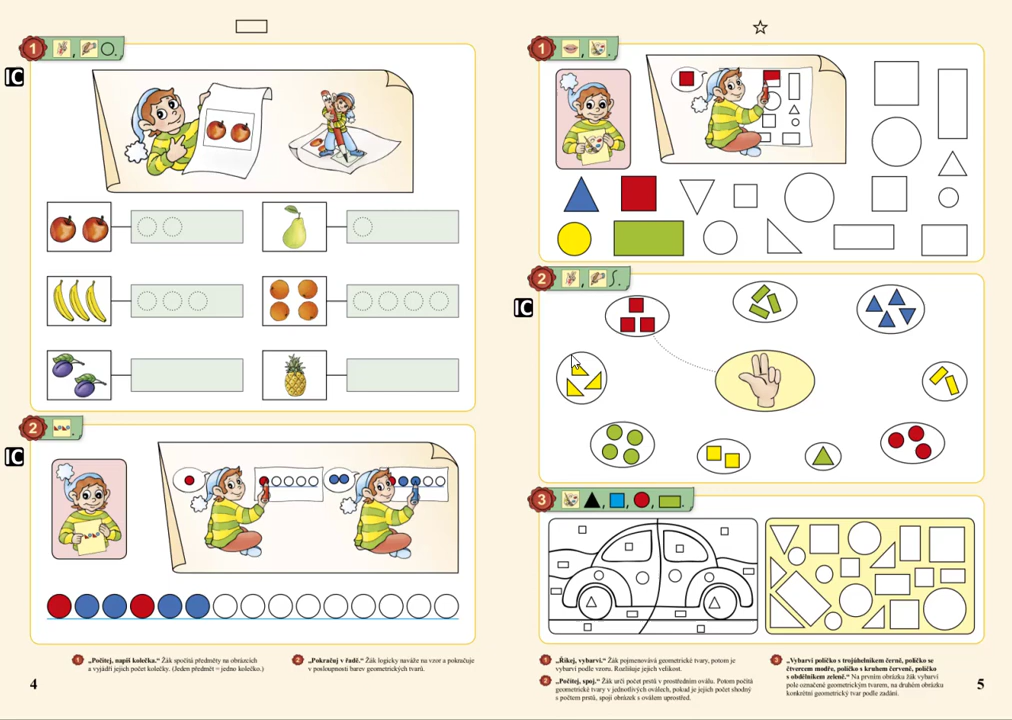 1
IC
2
IC
1 „Počítej, napiš kolečka.“ Žák spočítá předměty na obrázcích
a vyjádří jejich počet kolečky. (Jeden předmět = jedno kolečko.)
2 „Pokračuj v řadě.“ Žák logicky naváže na vzor a pokračuje
v posloupnosti barev geometrických tvarů.
4
1
2
IC
3
1 „Říkej, vybarvi.“ Žák pojmenovává geometrické tvary, potom je
vybarví podle vzoru. Rozlišuje jejich velikost.
2 „Počítej, spoj.“ Žák určí počet prstů v prostředním oválu. Potom počítá
geometrické tvary v jednotlivých oválech, pokud je jejich počet shodný
s počtem prstů, spojí obrázek s oválem uprostřed.
3 „Vybarvi políčko s trojúhelníkem černě, políčko se
čtvercem modře, políčko s kruhem červeně, políčko
s obdélníkem zeleně.“ Na prvním obrázku žák vybarví
pole označené geometrickým tvarem, na druhém obrázku
konkrétní geometrický tvar podle zadání.
5